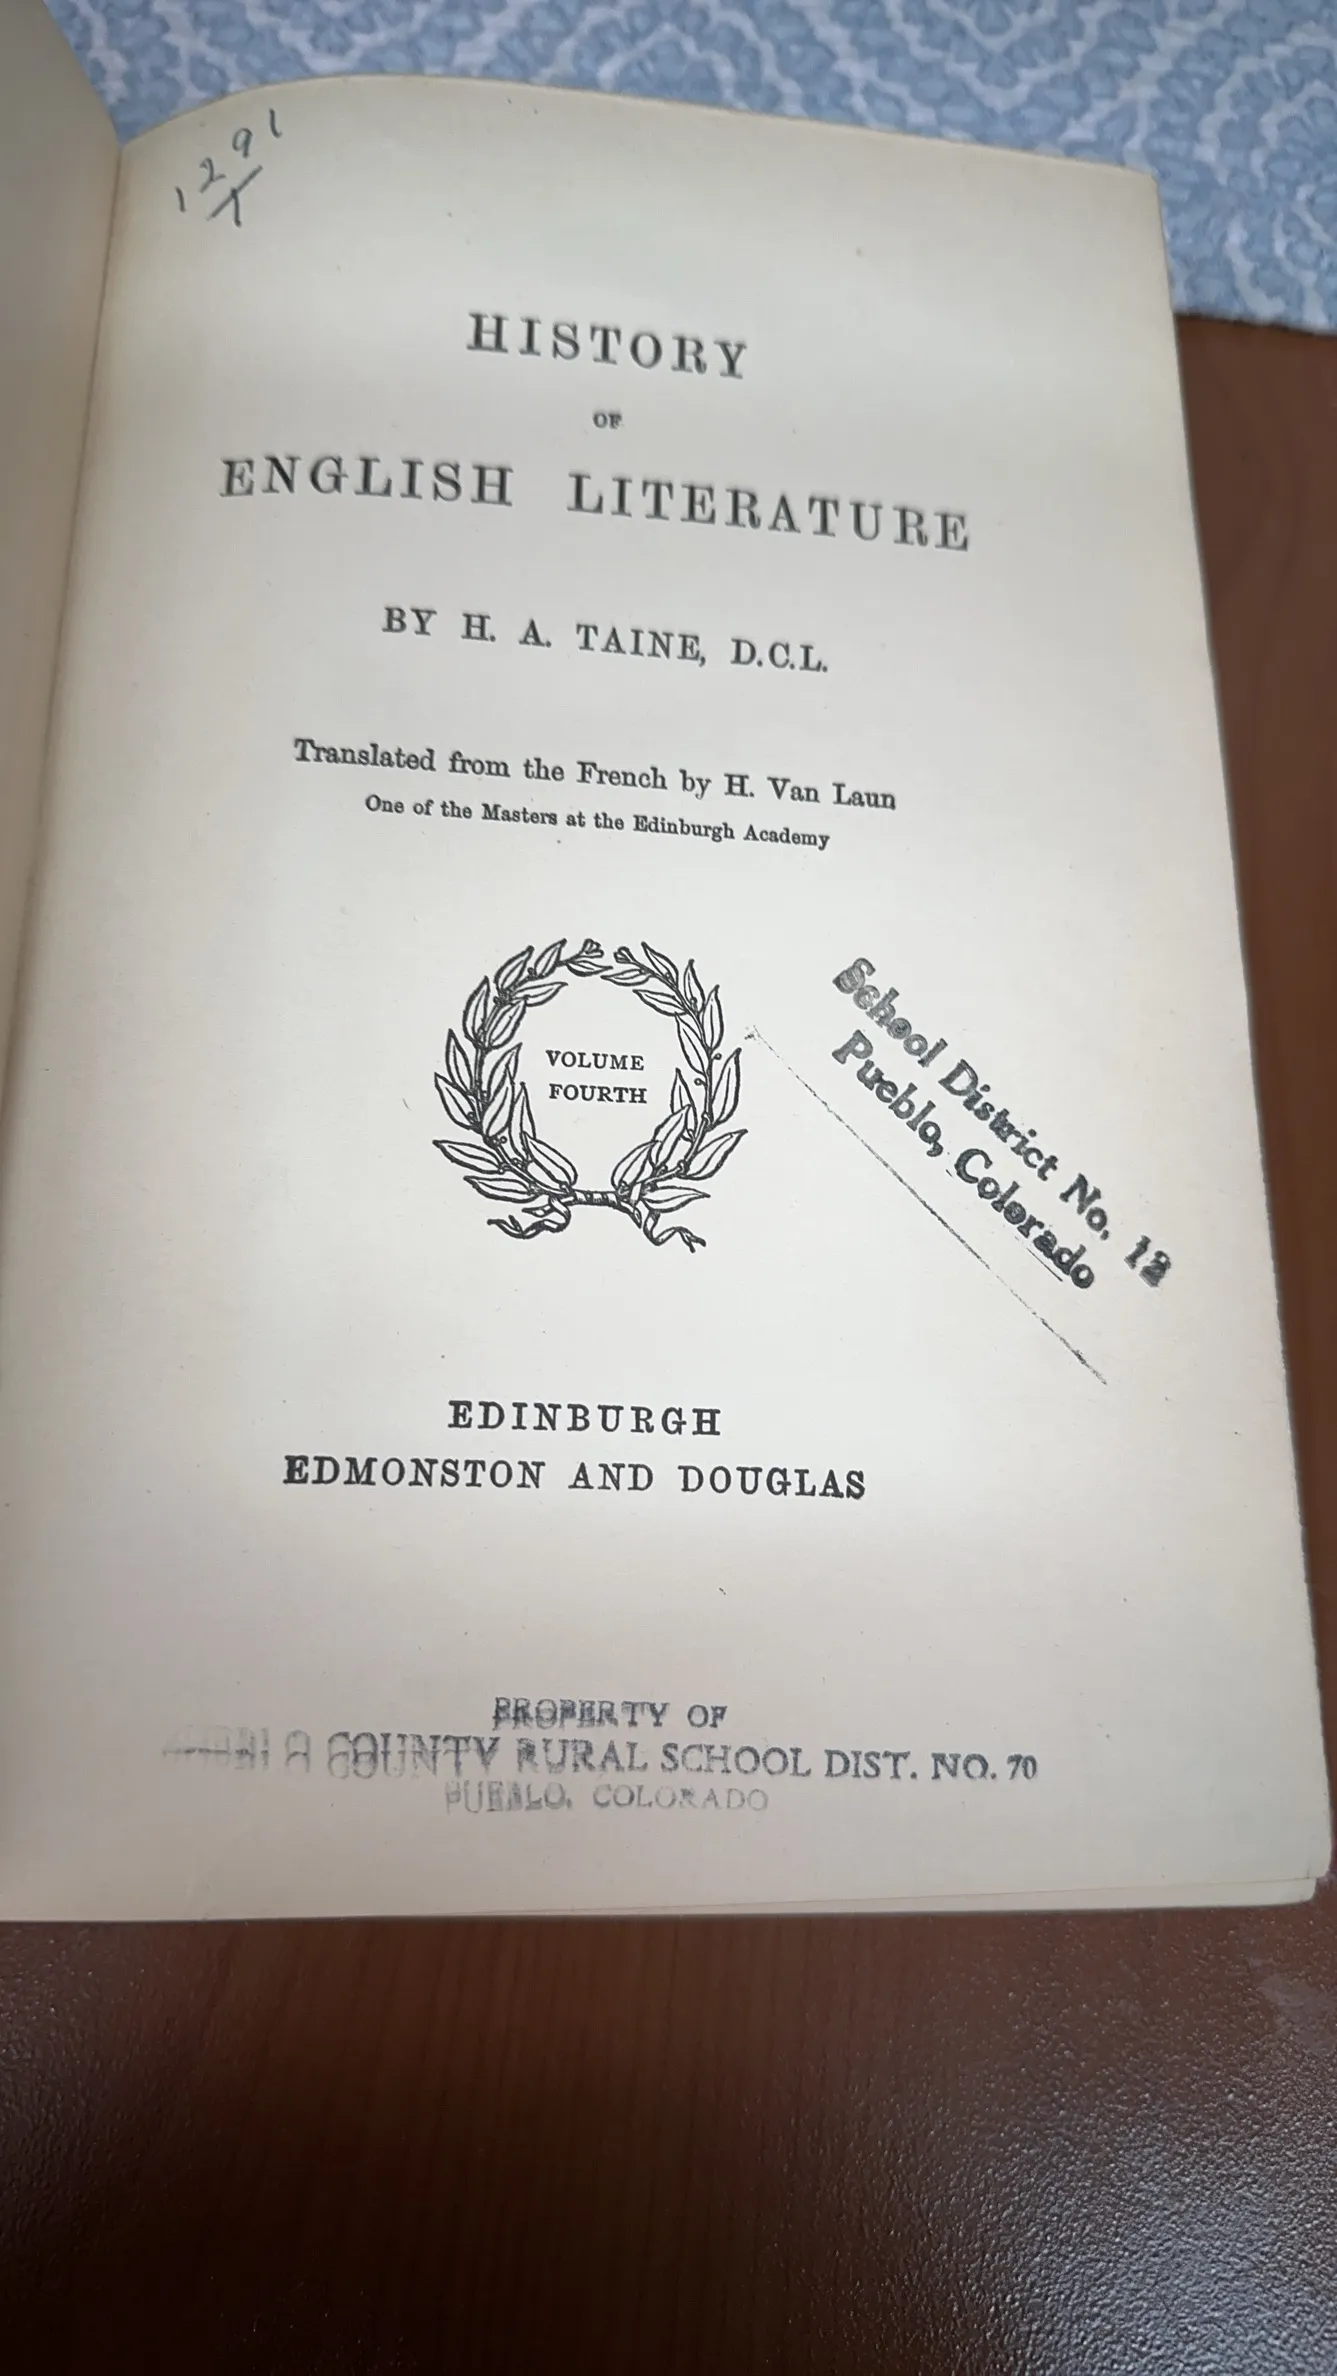 1291
1
HISTORY
OF
ENGLISH LITERATURE
BY H. A. TAINE, D.C.L.
Translated from the French by H. Van Laun
One of the Masters at the Edinburgh Academy
VOLUME
FOURTH
School District No. 12
Pueblo, Colorado
EDINBURGH
EDMONSTON AND DOUGLAS
PROPERTY OF
COUNTY RURAL SCHOOL DIST. NO. 70
PUEBLO, COLORADO